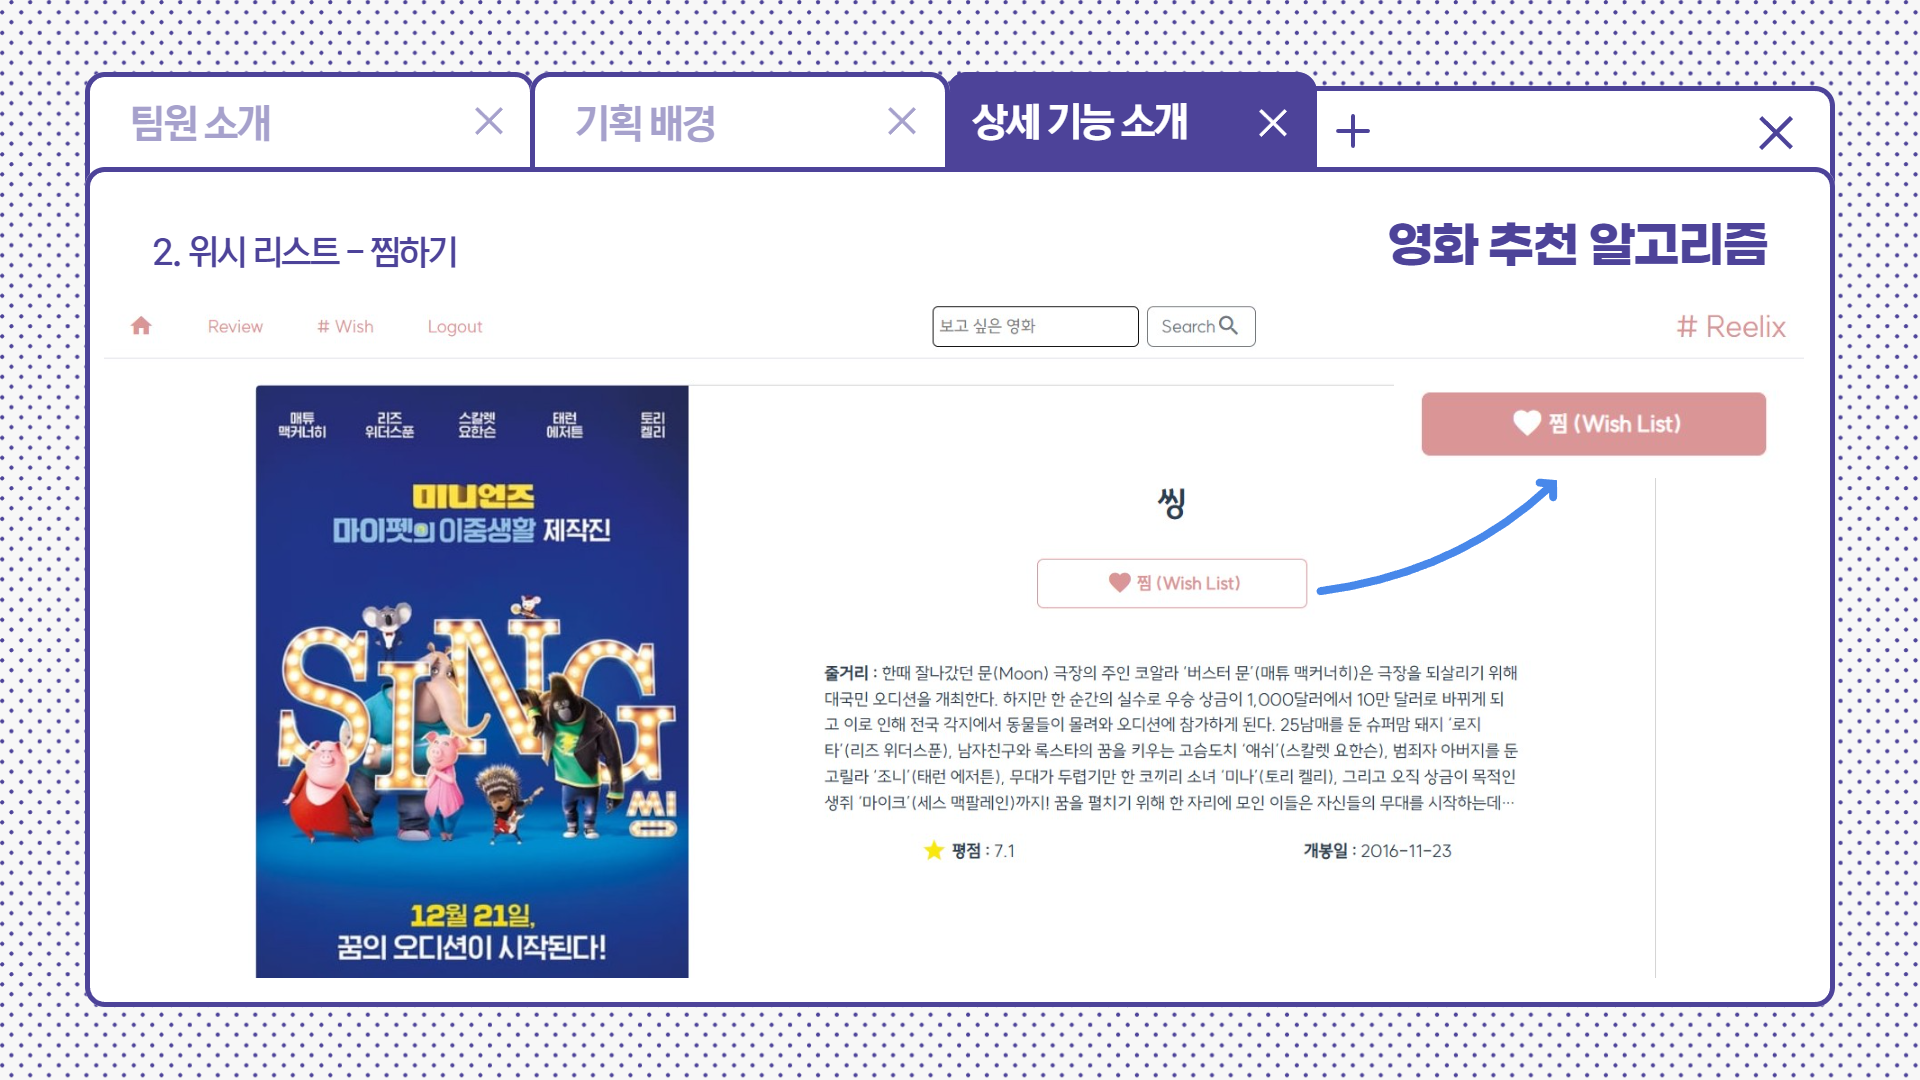 팀원 소개
기획 배경
상세 기능 소개
2. 위시 리스트 - 찜하기
영화 추천 알고리즘
Review
# Wish
Logout
보고 싶은 영화
Search
# Reelix
매튜 맥커너히
리즈 위더스푼
스칼렛 요한슨
태런 에저튼
토리 켈리
미니언즈
마이펫의 이중생활 제작진
SING
씽
12월 21일,
꿈의 오디션이 시작된다!
찜 (Wish List)
씽
찜 (Wish List)
줄거리 : 한때 잘나갔던 문(Moon) 극장의 주인 코알라 '버스터 문'(매튜 맥커너히)은 극장을 되살리기 위해
대국민 오디션을 개최한다. 하지만 한 순간의 실수로 우승 상금이 1,000달러에서 10만 달러로 바뀌게 되
고 이로 인해 전국 각지에서 동물들이 몰려와 오디션에 참가하게 된다. 25남매를 둔 슈퍼맘 돼지 '로지
타'(리즈 위더스푼), 남자친구와 록스타의 꿈을 키우는 고슴도치 '애쉬'(스칼렛 요한슨), 범죄자 아버지를 둔
고릴라 '조니'(태런 에저튼), 무대가 두렵기만 한 코끼리 소녀 '미나'(토리 켈리), 그리고 오직 상금이 목적인
생쥐 '마이크'(세스 맥팔레인)까지! 꿈을 펼치기 위해 한 자리에 모인 이들은 자신들의 무대를 시작하는데…
평점 : 7.1
개봉일 : 2016-11-23